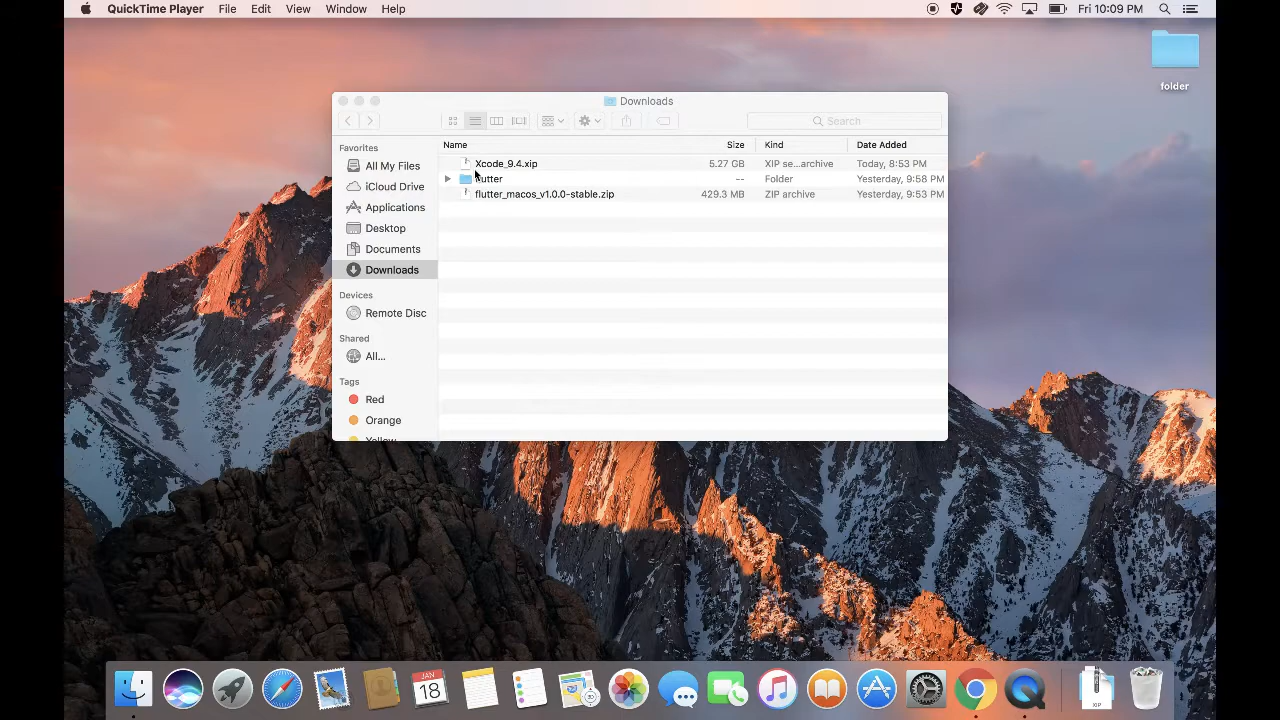 QuickTime Player File Edit View Window Help Fri 10:09 PM
folder
Downloads
Search
Name Size Kind Date Added
Favorites
All My Files
iCloud Drive
Applications
Desktop
Documents
Downloads
Devices
Remote Disc
Shared
All...
Tags
Red
Orange
Yellow
Xcode_9.4.xip 5.27 GB XIP se...archive Today, 8:53 PM
flutter -- Folder Yesterday, 9:58 PM
flutter_macos_v1.0.0-stable.zip 429.3 MB ZIP archive Yesterday, 9:53 PM
JAN
18
XIP